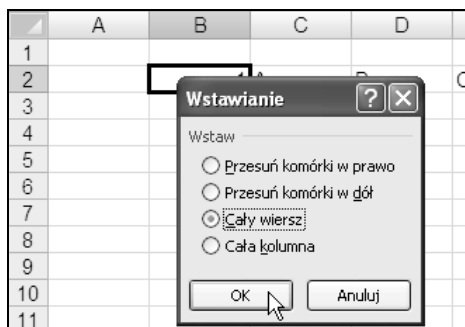 A B C D
1
2
3 Wstawianie
4 Wstaw
5 Przesuń komórki w prawo
6 Przesuń komórki w dół
7 Cały wiersz
8 Cała kolumna
9
10 OK Anuluj
11